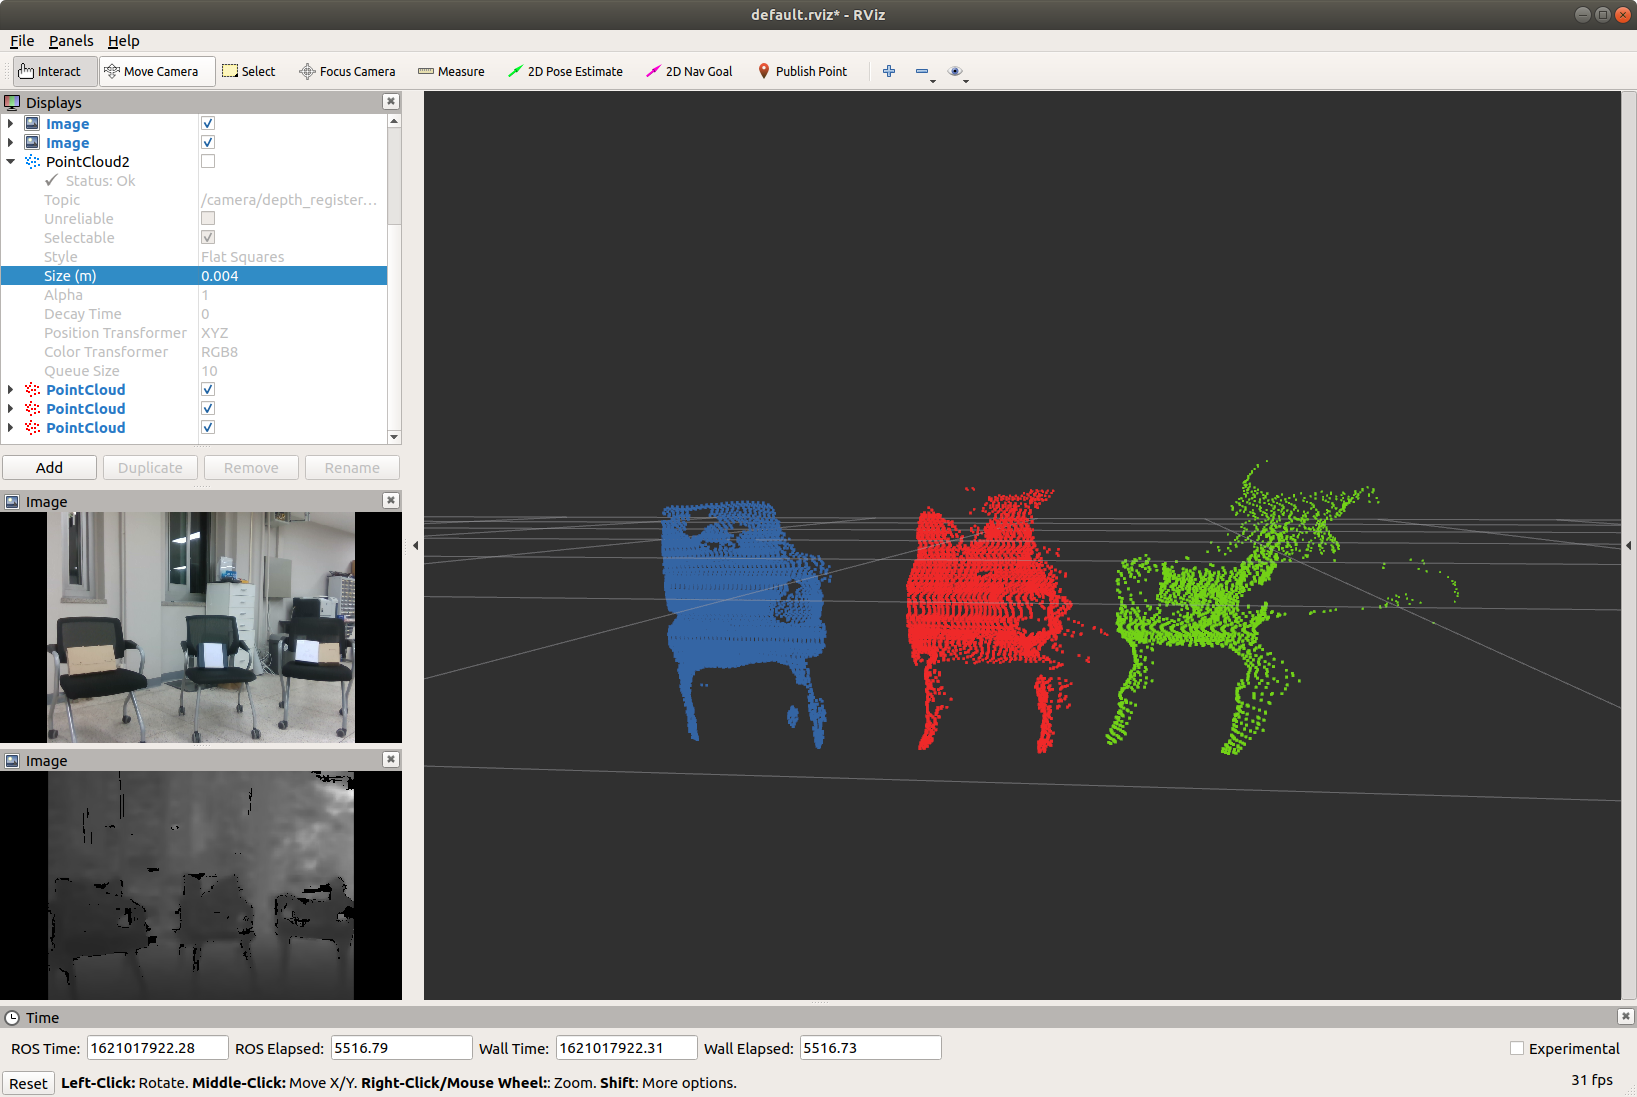 default.rviz* - RViz
File Panels Help
Interact Move Camera Select Focus Camera Measure 2D Pose Estimate 2D Nav Goal Publish Point
Displays
Image
Image
PointCloud2
Status: Ok
Topic /camera/depth_register...
Unreliable
Selectable
Style Flat Squares
Size (m) 0.004
Alpha 1
Decay Time 0
Position Transformer XYZ
Color Transformer RGB8
Queue Size 10
PointCloud
PointCloud
PointCloud
Add Duplicate Remove Rename
Image
Image
Time
ROS Time: 1621017922.28 ROS Elapsed: 5516.79 Wall Time: 1621017922.31 Wall Elapsed: 5516.73 Experimental
Reset Left-Click: Rotate. Middle-Click: Move X/Y. Right-Click/Mouse Wheel:: Zoom. Shift: More options. 31 fps